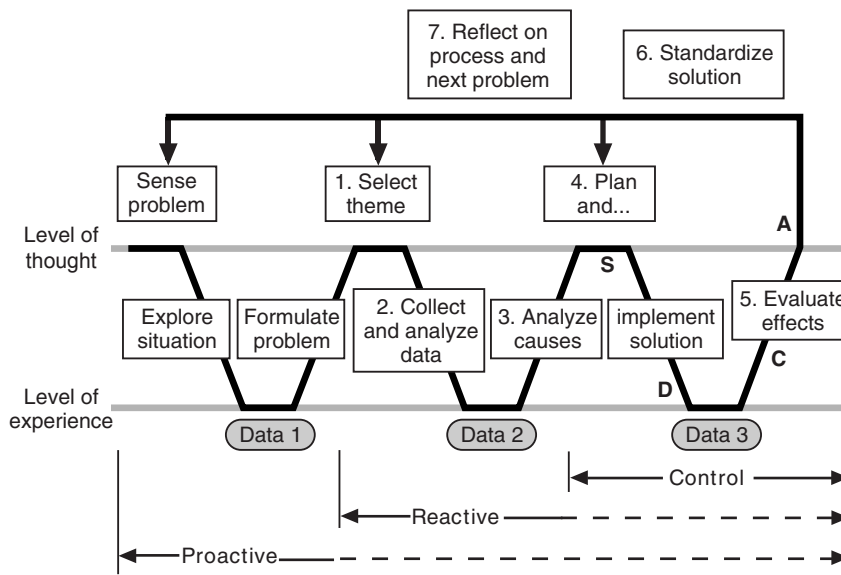 7. Reflect on
process and
next problem
6. Standardize
solution
Sense
problem
1. Select
theme
4. Plan
and...
A
Level of
thought
S
Explore
situation
Formulate
problem
2. Collect
and analyze
data
3. Analyze
causes
implement
solution
5. Evaluate
effects
C
D
Level of
experience
Data 1
Data 2
Data 3
Control
Reactive
Proactive